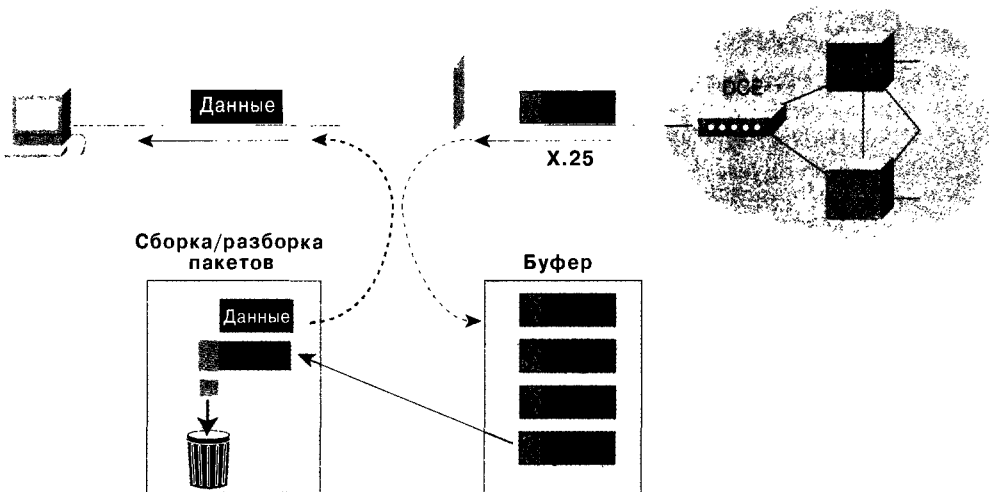 Данные
DCE
X.25
Сборка/разборка
пакетов
Буфер
Данные